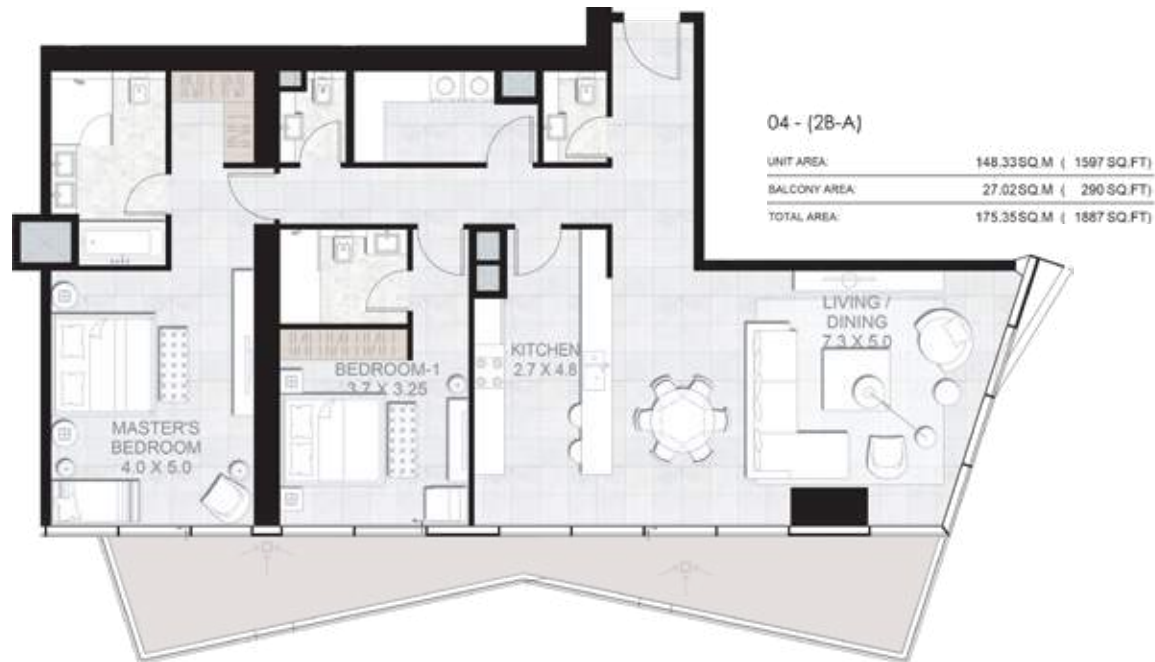 04 - (2B-A)
UNIT AREA: 148.33SQ.M ( 1597 SQ.FT)
BALCONY AREA: 27.02SQ.M ( 290 SQ.FT)
TOTAL AREA: 175.35SQ.M ( 1887 SQ.FT)
LIVING /
DINING
7.3 X 5.0
KITCHEN
2.7 X 4.8
BEDROOM-1
3.7 X 3.25
MASTER'S
BEDROOM
4.0 X 5.0